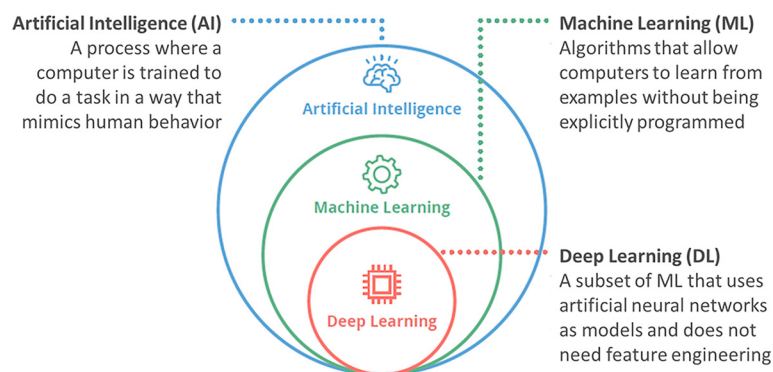 Artificial Intelligence (AI)
A process where a
computer is trained to
do a task in a way that
mimics human behavior
Artificial Intelligence
Machine Learning
Deep Learning
Machine Learning (ML)
Algorithms that allow
computers to learn from
examples without being
explicitly programmed
Deep Learning (DL)
A subset of ML that uses
artificial neural networks
as models and does not
need feature engineering